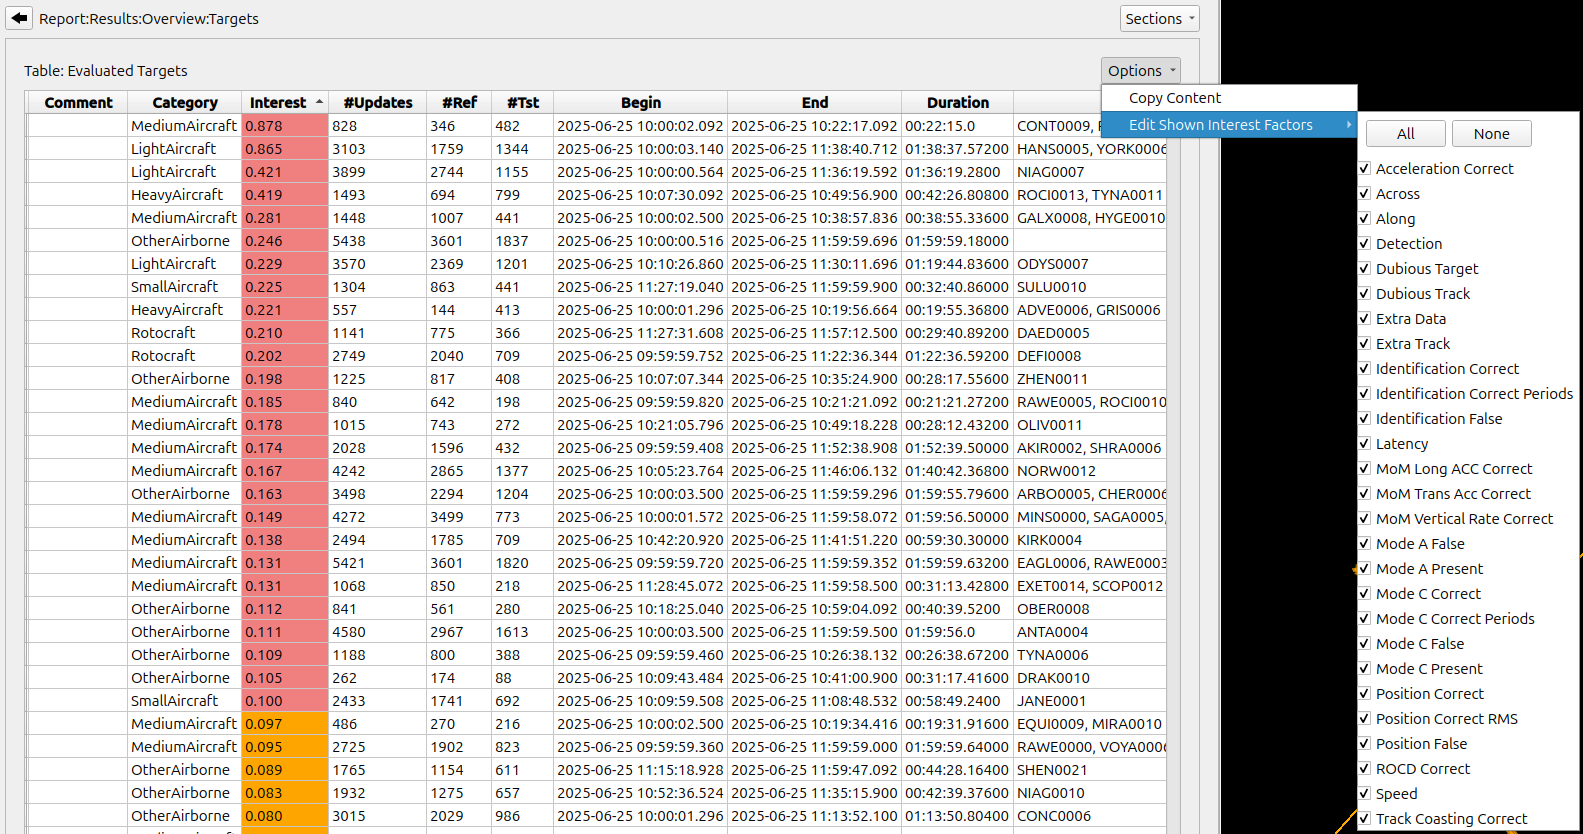 Report:Results:Overview:Targets
Sections
Table: Evaluated Targets
Options
Comment Category Interest #Updates #Ref #Tst Begin End Duration
MediumAircraft 0.878 828 346 482 2025-06-25 10:00:02.092 2025-06-25 10:22:17.092 00:22:15.0 CONT0009,
LightAircraft 0.865 3103 1759 1344 2025-06-25 10:00:03.140 2025-06-25 11:38:40.712 01:38:37.57200 HANS0005, YORK0006
LightAircraft 0.421 3899 2744 1155 2025-06-25 10:00:00.564 2025-06-25 11:36:19.592 01:36:19.2800 NIAG0007
HeavyAircraft 0.419 1493 694 799 2025-06-25 10:07:30.092 2025-06-25 10:49:56.900 00:42:26.80800 ROCI0013, TYNA0011
MediumAircraft 0.281 1448 1007 441 2025-06-25 10:00:02.500 2025-06-25 10:38:57.836 00:38:55.33600 GALX0008, HYGE0010
OtherAirborne 0.246 5438 3601 1837 2025-06-25 10:00:00.516 2025-06-25 11:59:59.696 01:59:59.18000
LightAircraft 0.229 3570 2369 1201 2025-06-25 10:10:26.860 2025-06-25 11:30:11.696 01:19:44.83600 ODYS0007
SmallAircraft 0.225 1304 863 441 2025-06-25 11:27:19.040 2025-06-25 11:59:59.900 00:32:40.86000 SULU0010
HeavyAircraft 0.221 557 144 413 2025-06-25 10:00:01.296 2025-06-25 10:19:56.664 00:19:55.36800 ADVE0006, GRIS0006
Rotocraft 0.210 1141 775 366 2025-06-25 11:27:31.608 2025-06-25 11:57:12.500 00:29:40.89200 DAED0005
Rotocraft 0.202 2749 2040 709 2025-06-25 09:59:59.752 2025-06-25 11:22:36.344 01:22:36.59200 DEFI0008
OtherAirborne 0.198 1225 817 408 2025-06-25 10:07:07.344 2025-06-25 10:35:24.900 00:28:17.55600 ZHEN0011
MediumAircraft 0.185 840 642 198 2025-06-25 09:59:59.820 2025-06-25 10:21:21.092 00:21:21.27200 RAWE0005, ROCI0010
MediumAircraft 0.178 1015 743 272 2025-06-25 10:21:05.796 2025-06-25 10:49:18.228 00:28:12.43200 OLIV0011
MediumAircraft 0.174 2028 1596 432 2025-06-25 09:59:59.408 2025-06-25 11:52:38.908 01:52:39.50000 AKIR0002, SHRA0006
MediumAircraft 0.167 4242 2865 1377 2025-06-25 10:05:23.764 2025-06-25 11:46:06.132 01:40:42.36800 NORW0012
OtherAirborne 0.163 3498 2294 1204 2025-06-25 10:00:03.500 2025-06-25 11:59:59.296 01:59:55.79600 ARBO0005, CHER0006
MediumAircraft 0.149 4272 3499 773 2025-06-25 10:00:01.572 2025-06-25 11:59:58.072 01:59:56.50000 MINS0000, SAGA0005,
MediumAircraft 0.138 2494 1785 709 2025-06-25 10:42:20.920 2025-06-25 11:41:51.220 00:59:30.30000 KIRK0004
MediumAircraft 0.131 5421 3601 1820 2025-06-25 09:59:59.720 2025-06-25 11:59:59.352 01:59:59.63200 EAGL0006, RAWE0003
MediumAircraft 0.131 1068 850 218 2025-06-25 11:28:45.072 2025-06-25 11:59:58.500 00:31:13.42800 EXET0014, SCOP0012
OtherAirborne 0.112 841 561 280 2025-06-25 10:18:25.040 2025-06-25 10:59:04.092 00:40:39.5200 OBER0008
OtherAirborne 0.111 4580 2967 1613 2025-06-25 10:00:03.500 2025-06-25 11:59:59.500 01:59:56.0 ANTA0004
OtherAirborne 0.109 1188 800 388 2025-06-25 09:59:59.460 2025-06-25 10:26:38.132 00:26:38.67200 TYNA0006
OtherAirborne 0.105 262 174 88 2025-06-25 10:09:43.484 2025-06-25 10:41:00.900 00:31:17.41600 DRAK0010
SmallAircraft 0.100 2433 1741 692 2025-06-25 10:09:59.508 2025-06-25 11:08:48.532 00:58:49.2400 JANE0001
MediumAircraft 0.097 486 270 216 2025-06-25 10:00:02.500 2025-06-25 10:19:34.416 00:19:31.91600 EQUI0009, MIRA0010
MediumAircraft 0.095 2725 1902 823 2025-06-25 09:59:59.360 2025-06-25 11:59:59.000 01:59:59.64000 RAWE0000, VOYA0006
OtherAirborne 0.089 1765 1154 611 2025-06-25 11:15:18.928 2025-06-25 11:59:47.092 00:44:28.16400 SHEN0021
OtherAirborne 0.083 1932 1275 657 2025-06-25 10:52:36.524 2025-06-25 11:35:15.900 00:42:39.37600 NIAG0010
OtherAirborne 0.080 3015 2029 986 2025-06-25 10:00:01.296 2025-06-25 11:13:52.100 01:13:50.80400 CONC0006
Copy Content
Edit Shown Interest Factors
All None
Acceleration Correct
Across
Along
Detection
Dubious Target
Dubious Track
Extra Data
Extra Track
Identification Correct
Identification Correct Periods
Identification False
Latency
MoM Long ACC Correct
MoM Trans Acc Correct
MoM Vertical Rate Correct
Mode A False
Mode A Present
Mode C Correct
Mode C Correct Periods
Mode C False
Mode C Present
Position Correct
Position Correct RMS
Position False
ROCD Correct
Speed
Track Coasting Correct